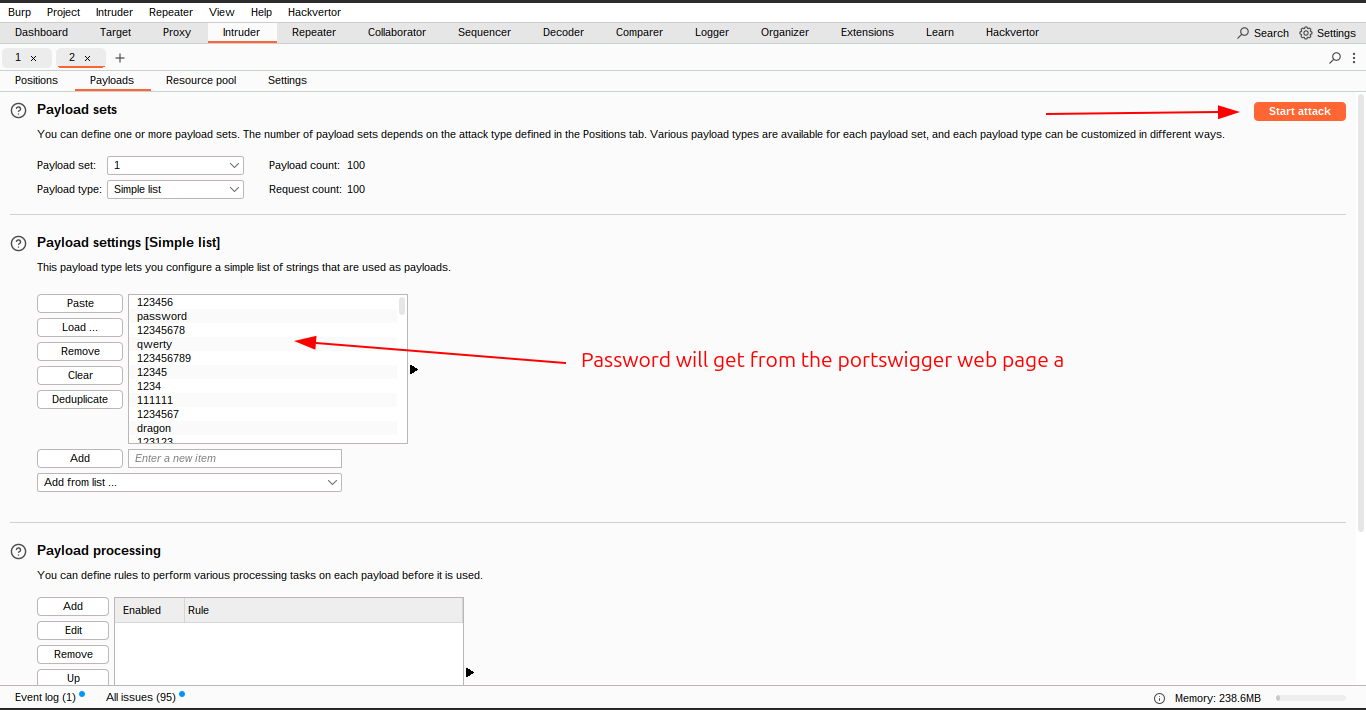 Burp Project Intruder Repeater View Help Hackvertor
Dashboard Target Proxy Intruder Repeater Collaborator Sequencer Decoder Comparer Logger Organizer Extensions Learn Hackvertor Search Settings
1 × 2 × +
Positions Payloads Resource pool Settings
? Payload sets Start attack
You can define one or more payload sets. The number of payload sets depends on the attack type defined in the Positions tab. Various payload types are available for each payload set, and each payload type can be customized in different ways.
Payload set: 1 Payload count: 100
Payload type: Simple list Request count: 100
? Payload settings [Simple list]
This payload type lets you configure a simple list of strings that are used as payloads.
Paste
Load ...
Remove
Clear
Deduplicate
123456
password
12345678
qwerty
123456789
12345
1234
111111
1234567
dragon
123123
Password will get from the portswigger web page a
Add Enter a new item
Add from list ...
? Payload processing
You can define rules to perform various processing tasks on each payload before it is used.
Add
Edit
Remove
Up
Enabled Rule
Event log (1) All issues (95) Memory: 238.6MB